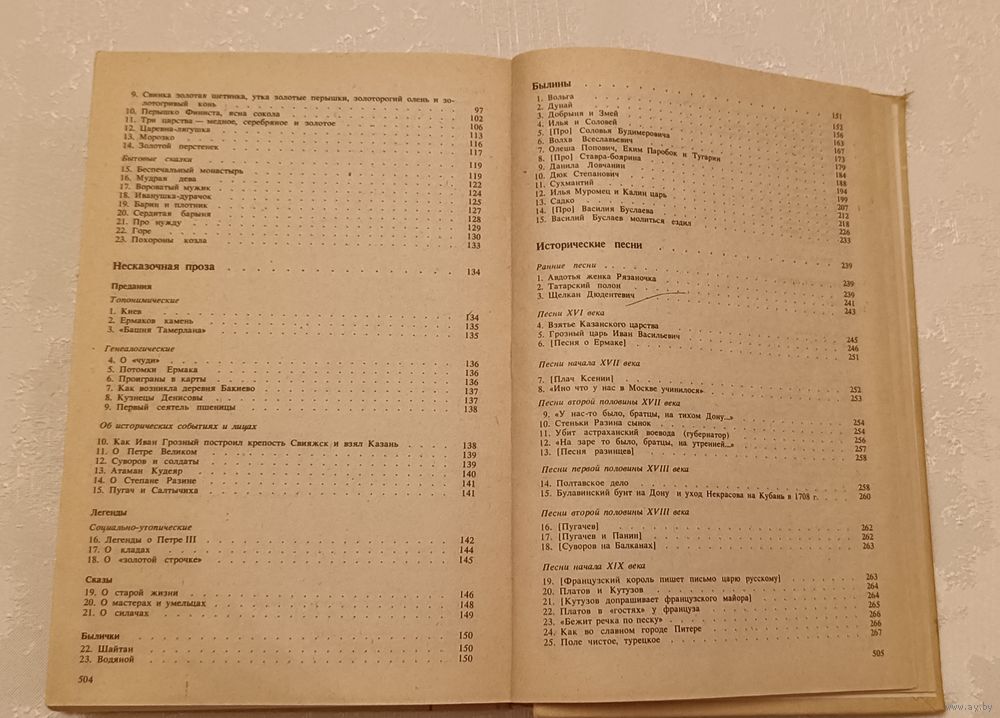 9. Свинка золотая щетинка, утка золотые перышки, золоторогий олень и зо-
лотогривый конь . . . 97
10. Перышко Финиста, ясна сокола . . . 102
11. Три царства — медное, серебряное и золотое . . . 106
12. Царевна-лягушка . . . 113
13. Морозко . . . 116
14. Золотой перстенек . . . 117
Бытовые сказки . . . 119
15. Беспечальный монастырь . . . 119
16. Мудрая дева . . . 122
17. Вороватый мужик . . . 124
18. Иванушка-дурачок . . . 125
19. Барин и плотник . . . 127
20. Сердитая барыня . . . 128
21. Про нужду . . . 129
22. Горе . . . 130
23. Похороны козла . . . 133
Несказочная проза . . . 134
Предания
Топонимические
1. Киев . . . 134
2. Ермаков камень . . . 135
3. «Башня Тамерлана» . . . 135
Генеалогические
4. О «чуди» . . . 136
5. Потомки Ермака . . . 136
6. Проиграны в карты . . . 136
7. Как возникла деревня Бакиево . . . 137
8. Кузнецы Денисовы . . . 137
9. Первый сеятель пшеницы . . . 138
Об исторических событиях и лицах
10. Как Иван Грозный построил крепость Свияжск и взял Казань . . . 138
11. О Петре Великом . . . 139
12. Суворов и солдаты . . . 139
13. Атаман Кудеяр . . . 140
14. О Степане Разине . . . 141
15. Пугач и Салтычиха . . . 141
Легенды
Социально-утопические
16. Легенды о Петре III . . . 142
17. О кладах . . . 144
18. О «золотой строчке» . . . 145
Сказы
19. О старой жизни . . . 146
20. О мастерах и умельцах . . . 148
21. О силачах . . . 149
Былички . . . 150
22. Шайтан . . . 150
23. Водяной . . . 150
504
Былины . . . 151
1. Вольга . . . 152
2. Дунай . . . 156
3. Добрыня и Змей . . . 163
4. Илья и Соловей . . . 167
5. [Про] Соловья Будимеровича . . . 173
6. Волхв Всеславьевич . . . 179
7. Олеша Попович, Еким Паробок и Тугарин . . . 184
8. [Про] Ставра-боярина . . . 188
9. Данила Ловчанин . . . 194
10. Дюк Степанович . . . 199
11. Сухмантий . . . 207
12. Илья Муромец и Калин царь . . . 212
13. Садко . . . 218
14. [Про] Василия Буслаева . . . 226
15. Василий Буслаев молиться ездил . . . 233
Исторические песни . . . 239
Ранние песни . . . 239
1. Авдотья женка Рязаночка . . . 239
2. Татарский полон . . . 241
3. Щелкан Дюдентевич . . . 243
Песни XVI века
4. Взятье Казанского царства . . . 245
5. Грозный царь Иван Васильевич . . . 246
6. [Песня о Ермаке] . . . 251
Песни начала XVII века
7. [Плач Ксении] . . . 252
8. «Ино что у нас в Москве учинилося» . . . 253
Песни второй половины XVII века
9. «У нас-то было, братцы, на тихом Дону...» . . . 254
10. Стеньки Разина сынок . . . 254
11. Убит астраханский воевода (губернатор) . . . 256
12. «На заре то было, братцы, на утренней...» . . . 257
13. [Песня разинцев] . . . 258
Песни первой половины XVIII века
14. Полтавское дело . . . 258
15. Булавинский бунт на Дону и уход Некрасова на Кубань в 1708 г. . . . 260
Песни второй половины XVIII века
16. [Пугачев] . . . 262
17. [Пугачев и Панин] . . . 262
18. [Суворов на Балканах] . . . 263
Песни начала XIX века
19. [Французский король пишет письмо царю русскому] . . . 263
20. Платов и Кутузов . . . 264
21. [Кутузов допрашивает французского майора] . . . 264
22. Платов в «гостях» у француза . . . 265
23. «Бежит речка по песку» . . . 266
24. Как во славном городе Питере . . . 266
25. Поле чистое, турецкое . . . 267
505
www.ay.by